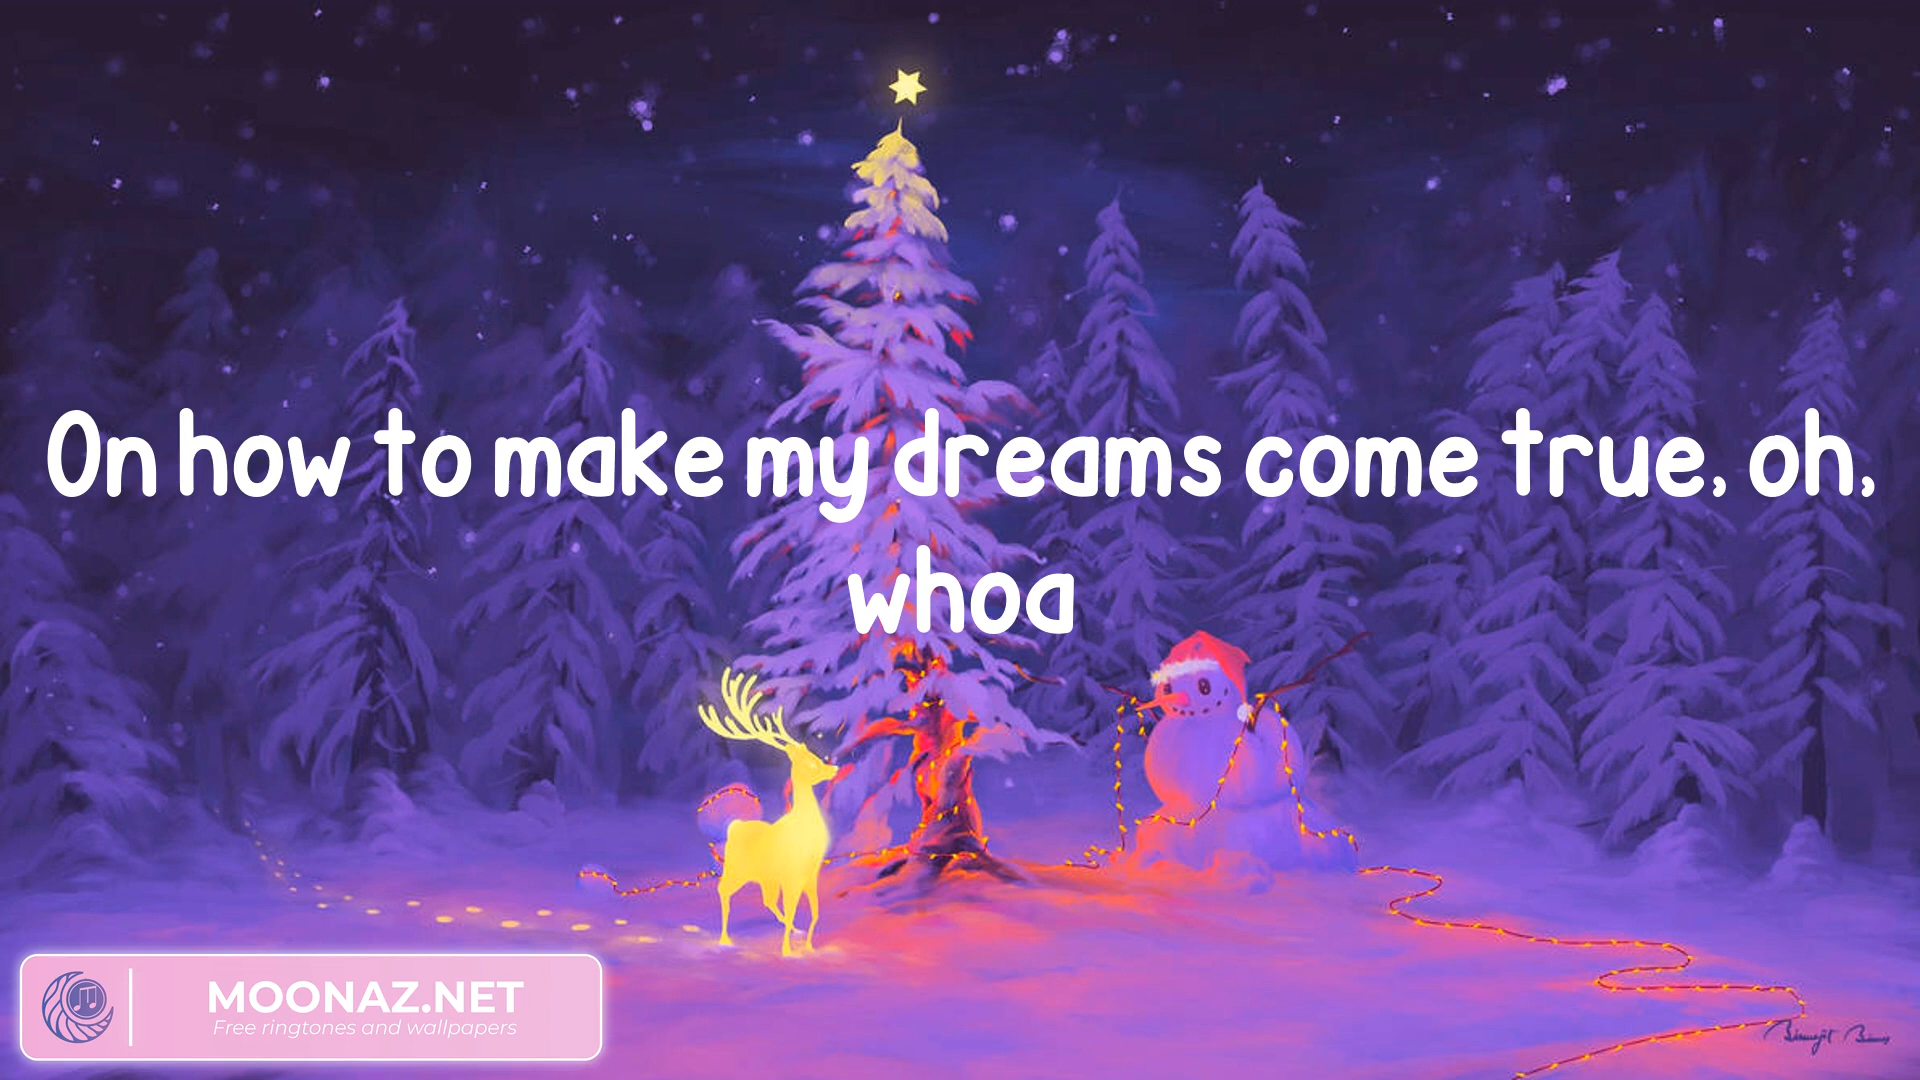 On how to make my dreams come true, oh,
whoa
MOONAZ.NET
Free ringtones and wallpapers